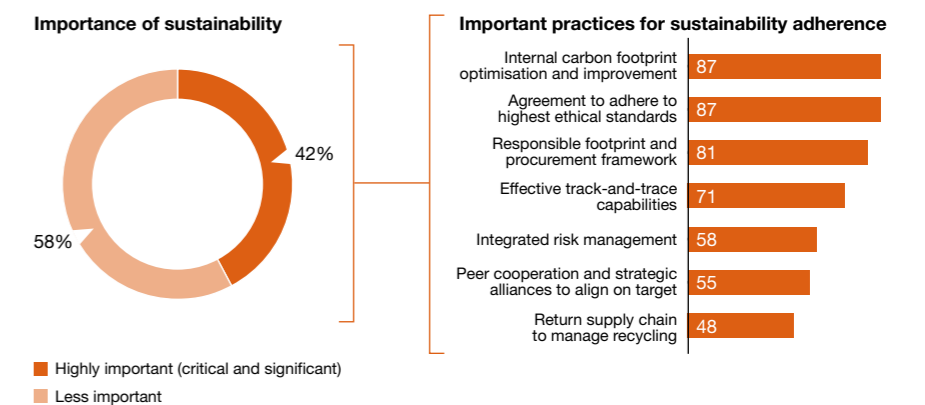 Importance of sustainability
42%
58%
Highly important (critical and significant)
Less important
Important practices for sustainability adherence
Internal carbon footprint
optimisation and improvement
87
Agreement to adhere to
highest ethical standards
87
Responsible footprint and
procurement framework
81
Effective track-and-trace
capabilities
71
Integrated risk management
58
Peer cooperation and strategic
alliances to align on target
55
Return supply chain
to manage recycling
48